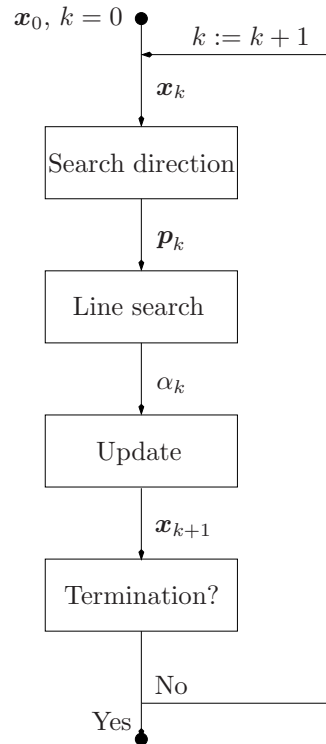 x₀, k = 0
k := k + 1
xₖ
Search direction
pₖ
Line search
αₖ
Update
xₖ₊₁
Termination?
No
Yes